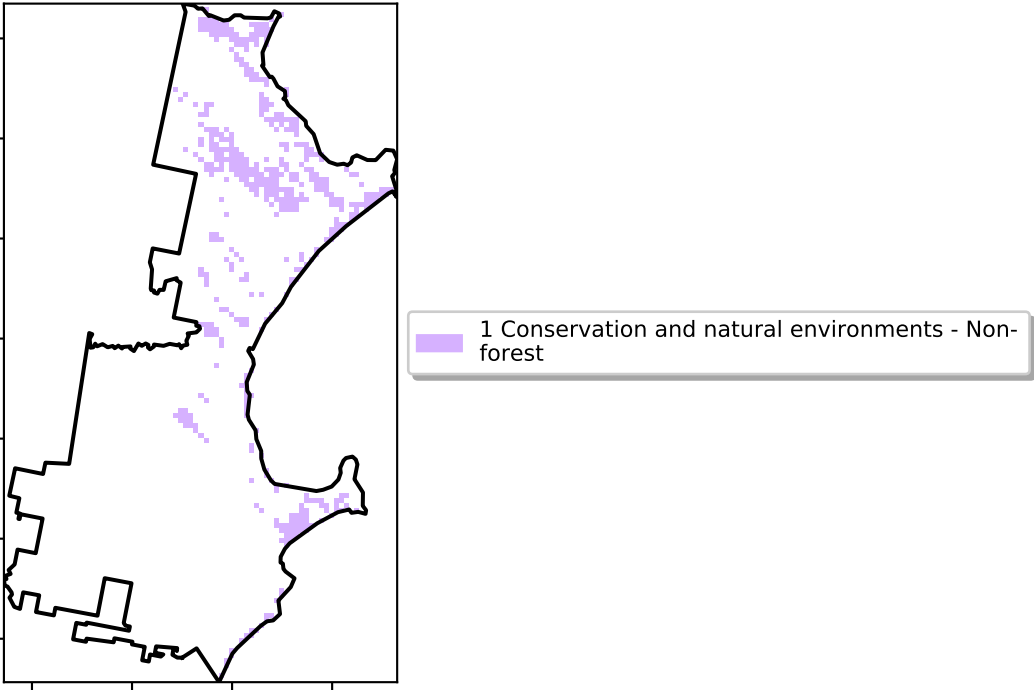 1 Conservation and natural environments - Non-
forest